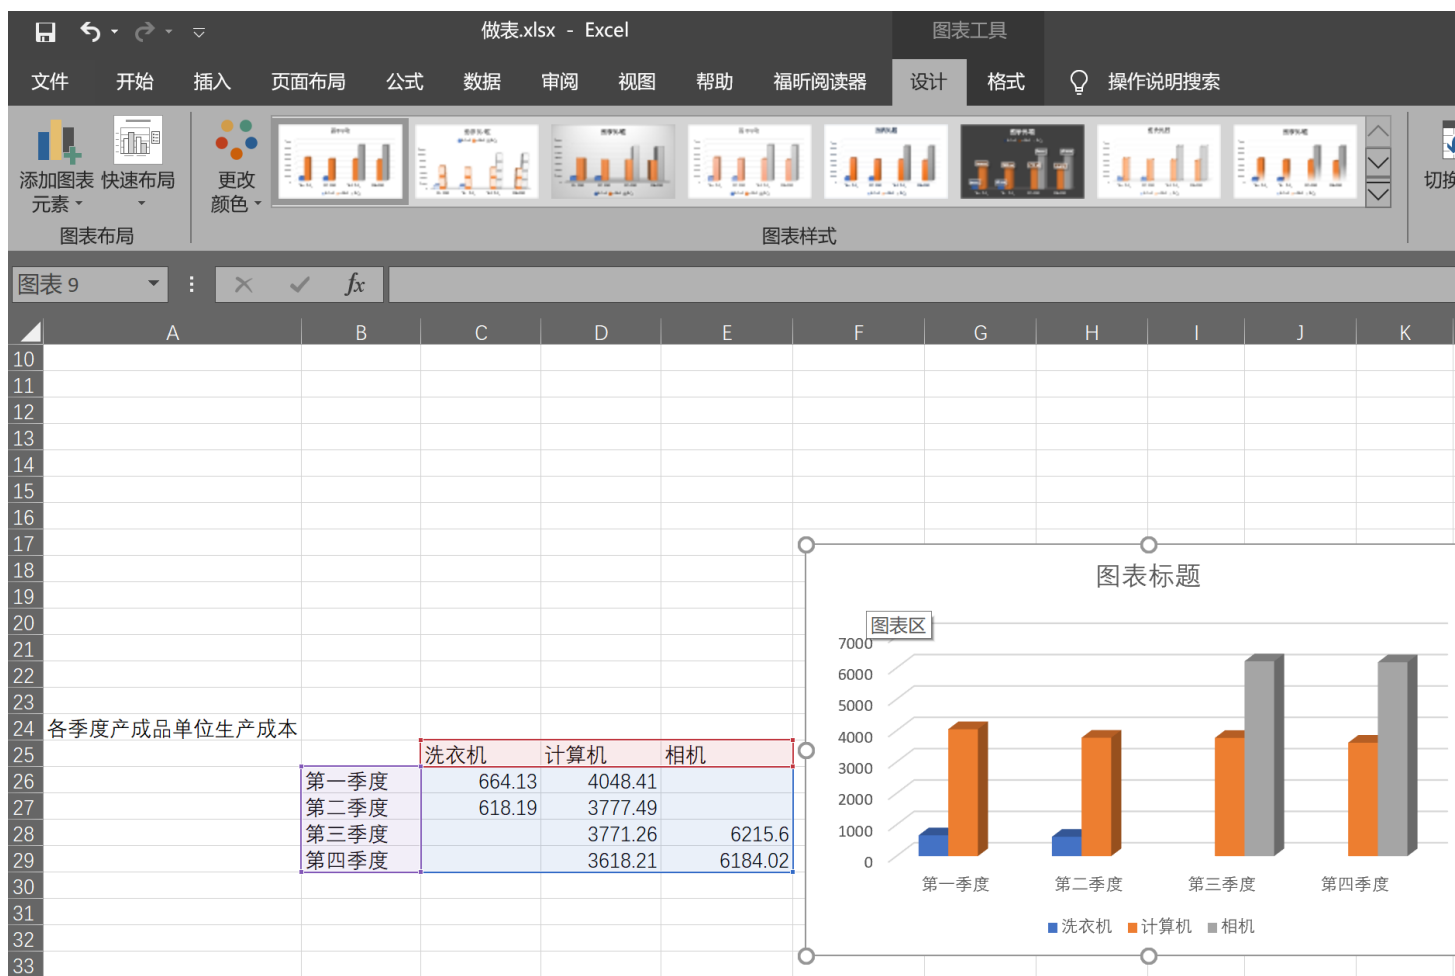 做表.xlsx - Excel
图表工具
文件 开始 插入 页面布局 公式 数据 审阅 视图 帮助 福昕阅读器 设计 格式 操作说明搜索
添加图表元素
快速布局
更改颜色
切换
图表布局
图表样式
图表 9
fx
A B C D E F G H I J K
10
11
12
13
14
15
16
17
18
19
20
21
22
23
24 各季度产成品单位生产成本
25 洗衣机 计算机 相机
26 第一季度 664.13 4048.41
27 第二季度 618.19 3777.49
28 第三季度 3771.26 6215.6
29 第四季度 3618.21 6184.02
30
31
32
33
图表标题
图表区
7000
6000
5000
4000
3000
2000
1000
0
第一季度 第二季度 第三季度 第四季度
洗衣机 计算机 相机